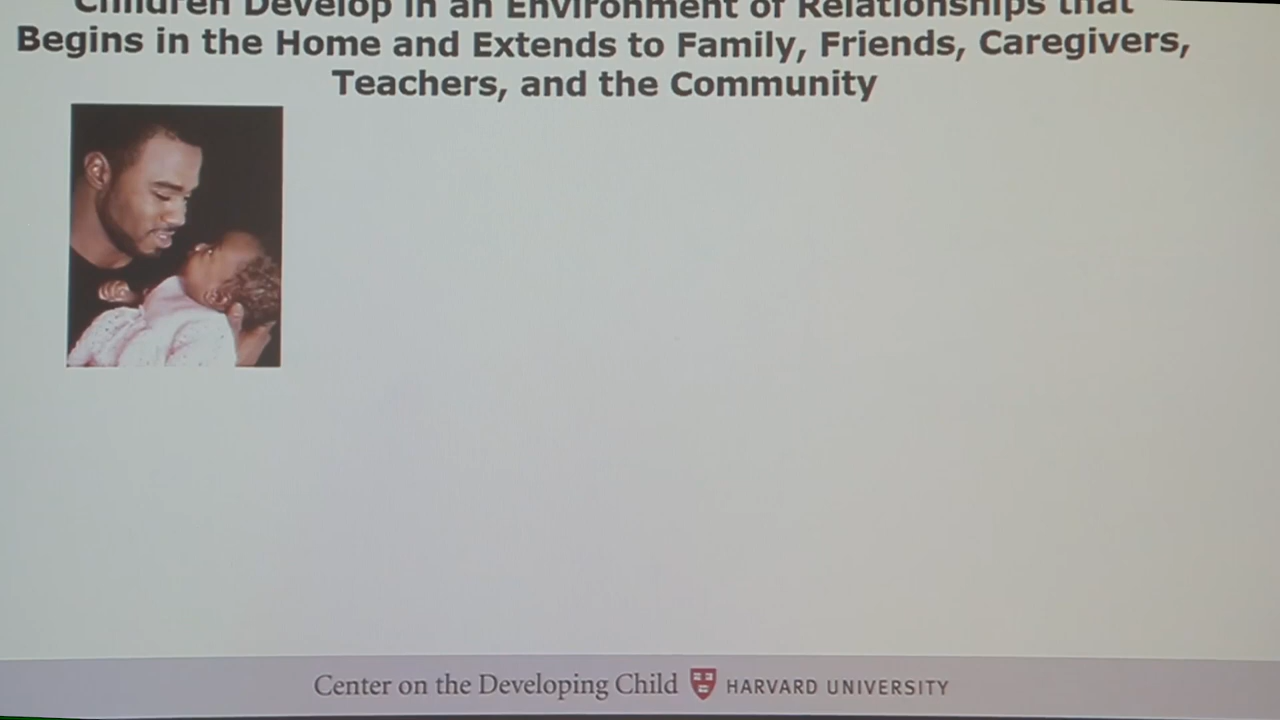 Children Develop in an Environment of Relationships that
Begins in the Home and Extends to Family, Friends, Caregivers,
Teachers, and the Community
Center on the Developing Child HARVARD UNIVERSITY